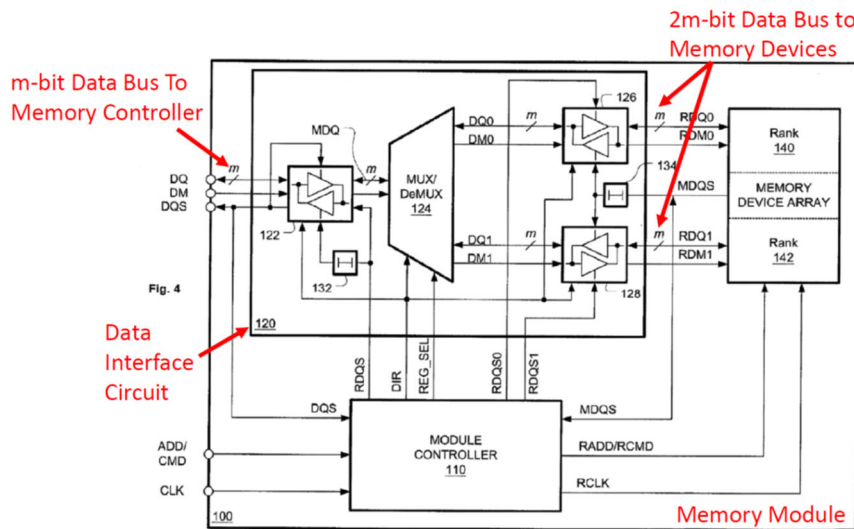 2m-bit Data Bus to
Memory Devices
m-bit Data Bus To
Memory Controller
126
MDQ
DQ0
m
m
RDQ0
DM0
RDM0
Rank
140
m
m
MUX/
DeMUX
124
134
MDQS
MEMORY
DEVICE ARRAY
DQ
DM
DQS
122
m
m
DQ1
RDQ1
DM1
RDM1
Rank
142
132
128
Fig. 4
120
Data
Interface
Circuit
RDQS
DIR
REG_SEL
RDQS0
RDQS1
DQS
MDQS
ADD/
CMD
MODULE
CONTROLLER
110
RADD/RCMD
CLK
RCLK
100
Memory Module